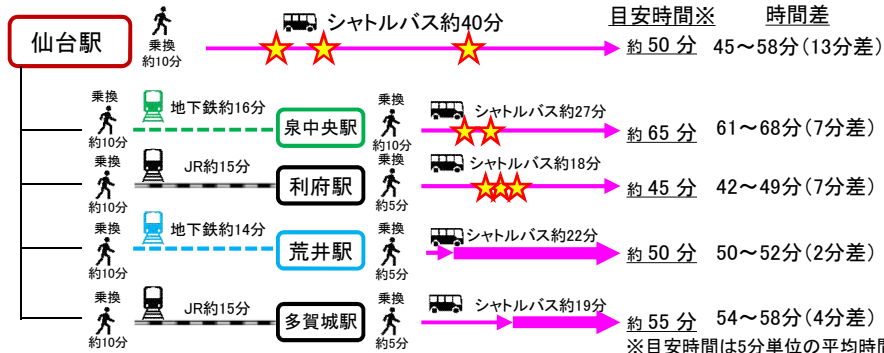 目安時間※ 時間差
仙台駅 乗換 約10分 シャトルバス約40分 約 50 分 45～58分（13分差）
乗換 約10分 地下鉄約16分 泉中央駅 乗換 約10分 シャトルバス約27分 約 65 分 61～68分（7分差）
乗換 約10分 JR約15分 利府駅 乗換 約5分 シャトルバス約18分 約 45 分 42～49分（7分差）
乗換 約10分 地下鉄約14分 荒井駅 乗換 約5分 シャトルバス約22分 約 50 分 50～52分（2分差）
乗換 約10分 JR約15分 多賀城駅 乗換 約5分 シャトルバス約19分 約 55 分 54～58分（4分差）
※目安時間は5分単位の平均時間